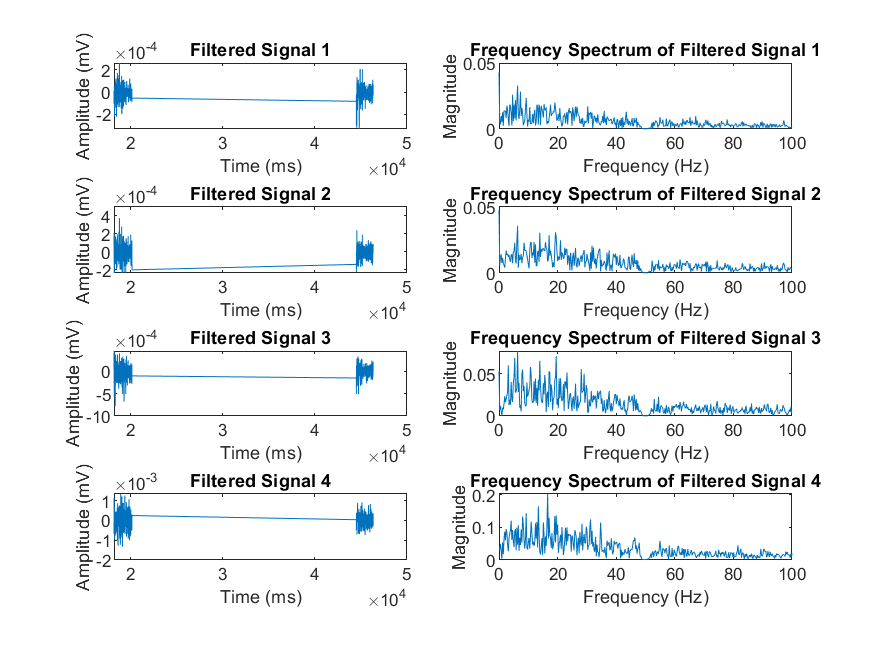 Filtered Signal 1
×10-4
Amplitude (mV)
2
0
-2
2 3 4 5
Time (ms)
×104
Frequency Spectrum of Filtered Signal 1
Magnitude
0.05
0
0 20 40 60 80 100
Frequency (Hz)
Filtered Signal 2
×10-4
Amplitude (mV)
4
2
0
-2
2 3 4 5
Time (ms)
×104
Frequency Spectrum of Filtered Signal 2
Magnitude
0.05
0
0 20 40 60 80 100
Frequency (Hz)
Filtered Signal 3
×10-4
Amplitude (mV)
0
-5
-10
2 3 4 5
Time (ms)
×104
Frequency Spectrum of Filtered Signal 3
Magnitude
0.05
0
0 20 40 60 80 100
Frequency (Hz)
Filtered Signal 4
×10-3
Amplitude (mV)
1
0
-1
-2
2 3 4 5
Time (ms)
×104
Frequency Spectrum of Filtered Signal 4
Magnitude
0.2
0.1
0
0 20 40 60 80 100
Frequency (Hz)